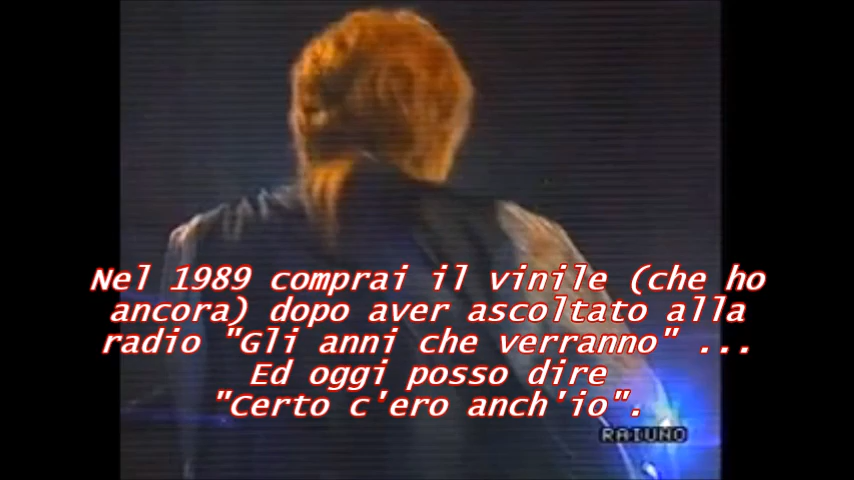 Nel 1989 comprai il vinile (che ho
ancora) dopo aver ascoltato alla
radio "Gli anni che verranno" ...
Ed oggi posso dire
"Certo c'ero anch'io".
RAIUNO